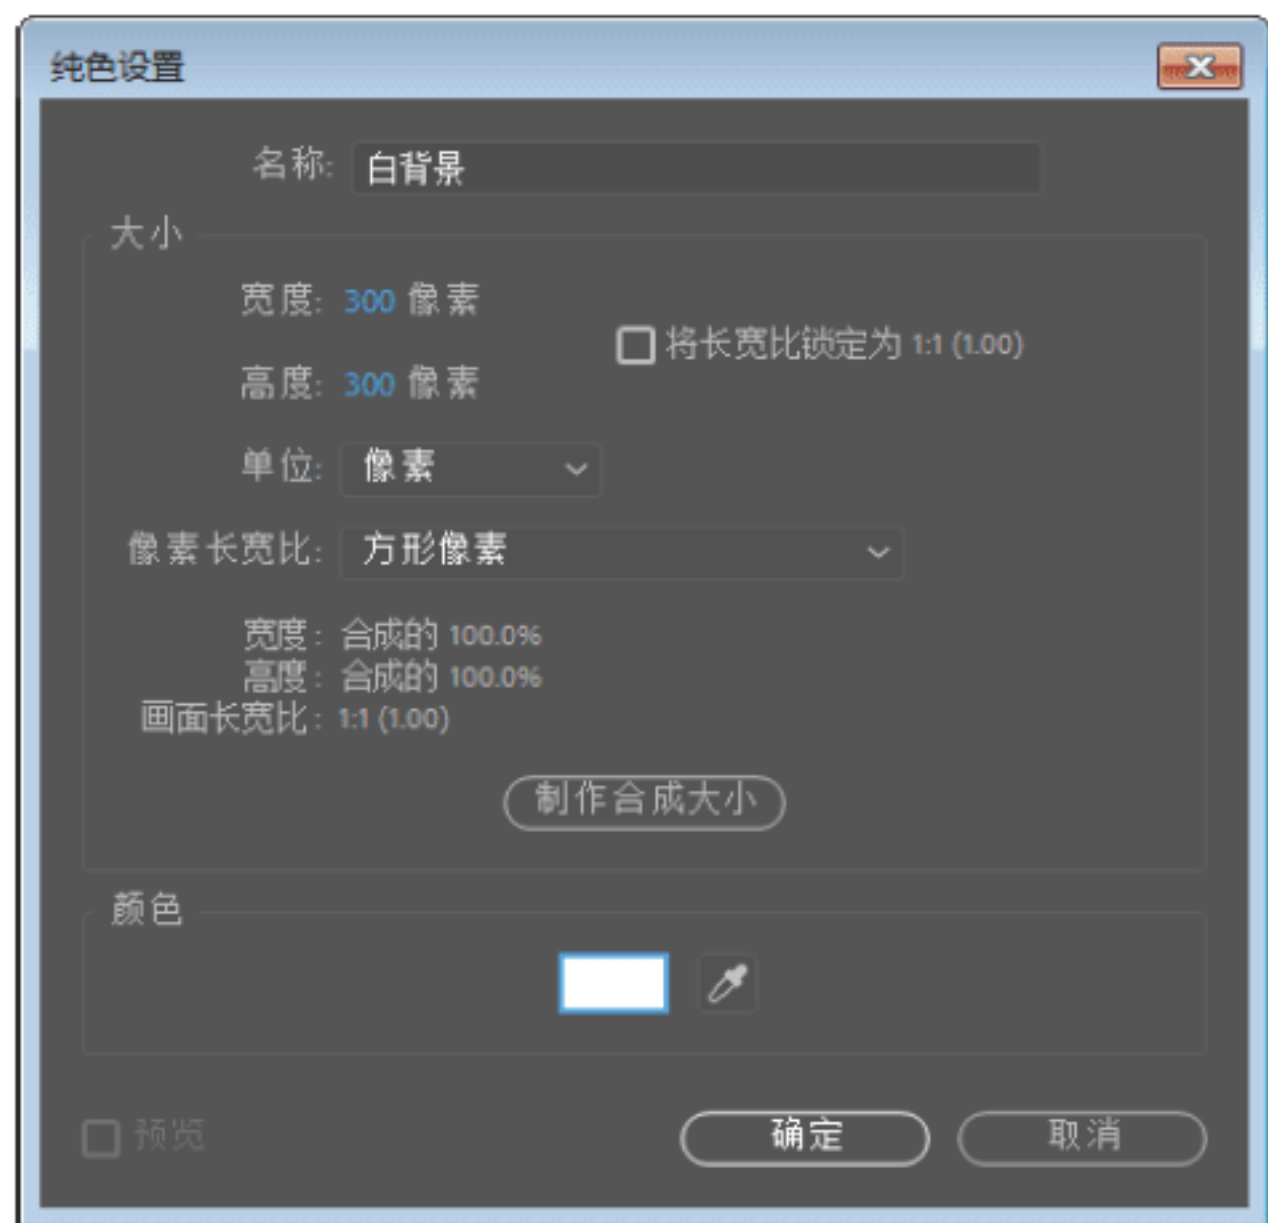 纯色设置
名称: 白背景
大小
宽度: 300 像素
将长宽比锁定为 1:1 (1.00)
高度: 300 像素
单位: 像素
像素长宽比: 方形像素
宽度: 合成的 100.0%
高度: 合成的 100.0%
画面长宽比: 1:1 (1.00)
制作合成大小
颜色
预览
确定
取消